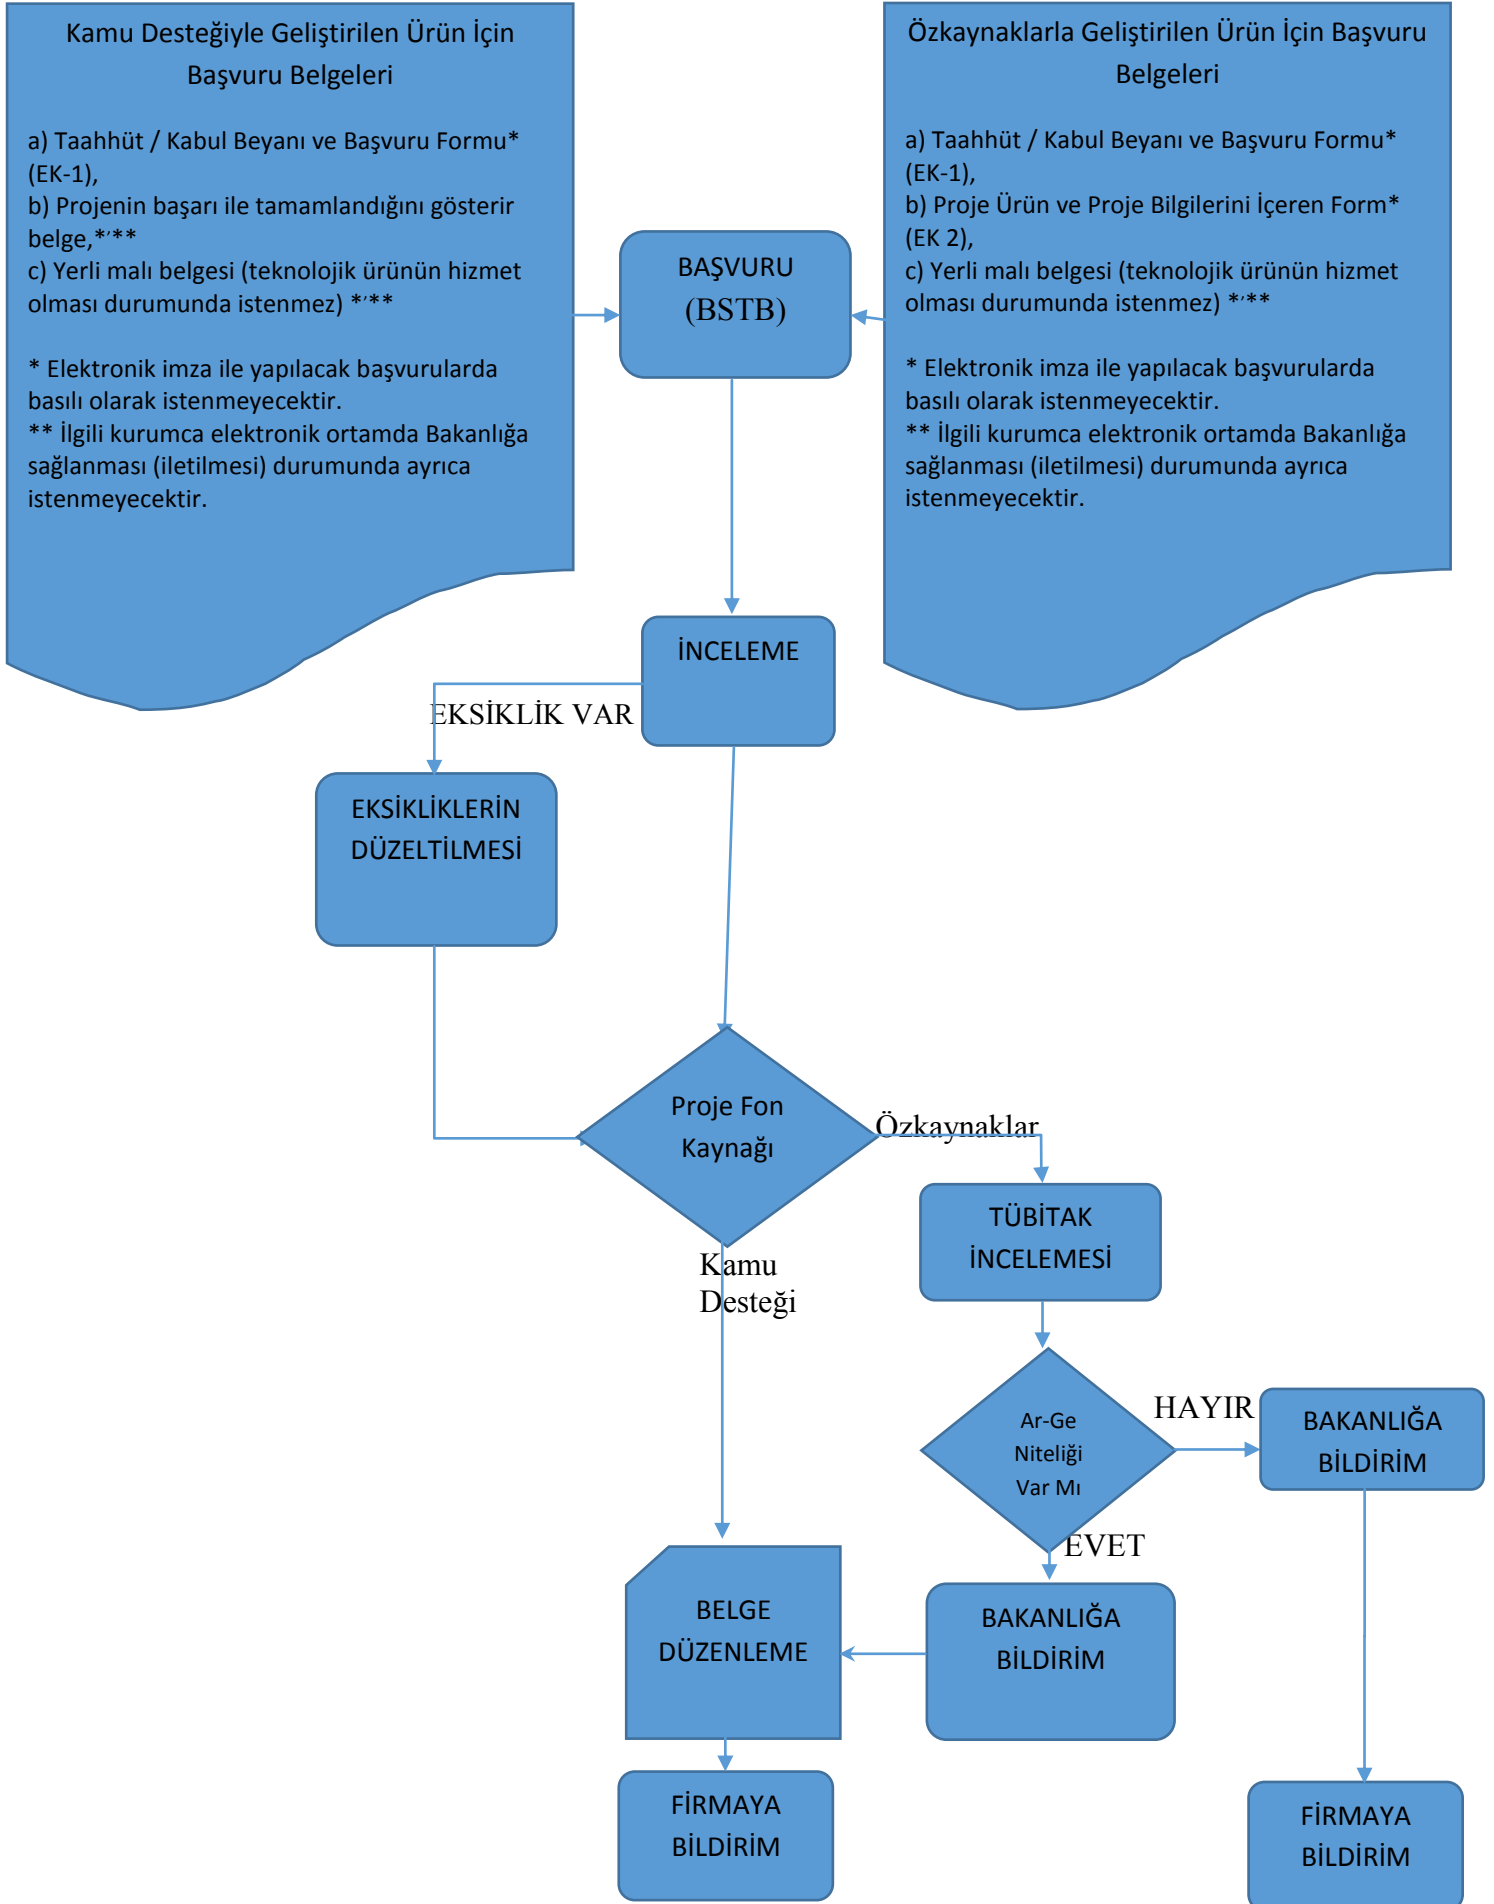 Kamu Desteğiyle Geliştirilen Ürün İçin
Başvuru Belgeleri
a) Taahhüt / Kabul Beyanı ve Başvuru Formu*
(EK-1),
b) Projenin başarı ile tamamlandığını gösterir
belge,*,**
c) Yerli malı belgesi (teknolojik ürünün hizmet
olması durumunda istenmez) *,**
* Elektronik imza ile yapılacak başvurularda
basılı olarak istenmeyecektir.
** İlgili kurumca elektronik ortamda Bakanlığa
sağlanması (iletilmesi) durumunda ayrıca
istenmeyecektir.
Özkaynaklarla Geliştirilen Ürün İçin Başvuru
Belgeleri
a) Taahhüt / Kabul Beyanı ve Başvuru Formu*
(EK-1),
b) Proje Ürün ve Proje Bilgilerini İçeren Form*
(EK 2),
c) Yerli malı belgesi (teknolojik ürünün hizmet
olması durumunda istenmez) *,**
* Elektronik imza ile yapılacak başvurularda
basılı olarak istenmeyecektir.
** İlgili kurumca elektronik ortamda Bakanlığa
sağlanması (iletilmesi) durumunda ayrıca
istenmeyecektir.
BAŞVURU
(BSTB)
İNCELEME
EKSİKLİK VAR
EKSİKLİKLERİN
DÜZELTİLMESİ
Proje Fon
Kaynağı
Özkaynaklar
TÜBİTAK
İNCELEMESİ
Kamu
Desteği
Ar-Ge
Niteliği
Var Mı
HAYIR
BAKANLIĞA
BİLDİRİM
EVET
BELGE
DÜZENLEME
BAKANLIĞA
BİLDİRİM
FİRMAYA
BİLDİRİM
FİRMAYA
BİLDİRİM